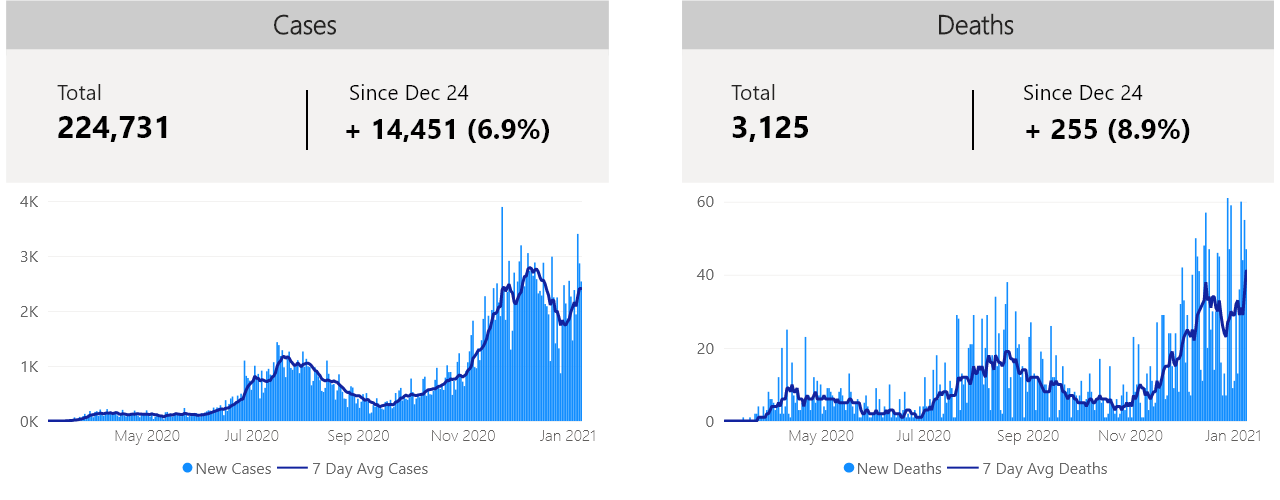 Cases
Total
224,731
Since Dec 24
+ 14,451 (6.9%)
4K
3K
2K
1K
0K
May 2020 Jul 2020 Sep 2020 Nov 2020 Jan 2021
New Cases 7 Day Avg Cases
Deaths
Total
3,125
Since Dec 24
+ 255 (8.9%)
60
40
20
0
May 2020 Jul 2020 Sep 2020 Nov 2020 Jan 2021
New Deaths 7 Day Avg Deaths